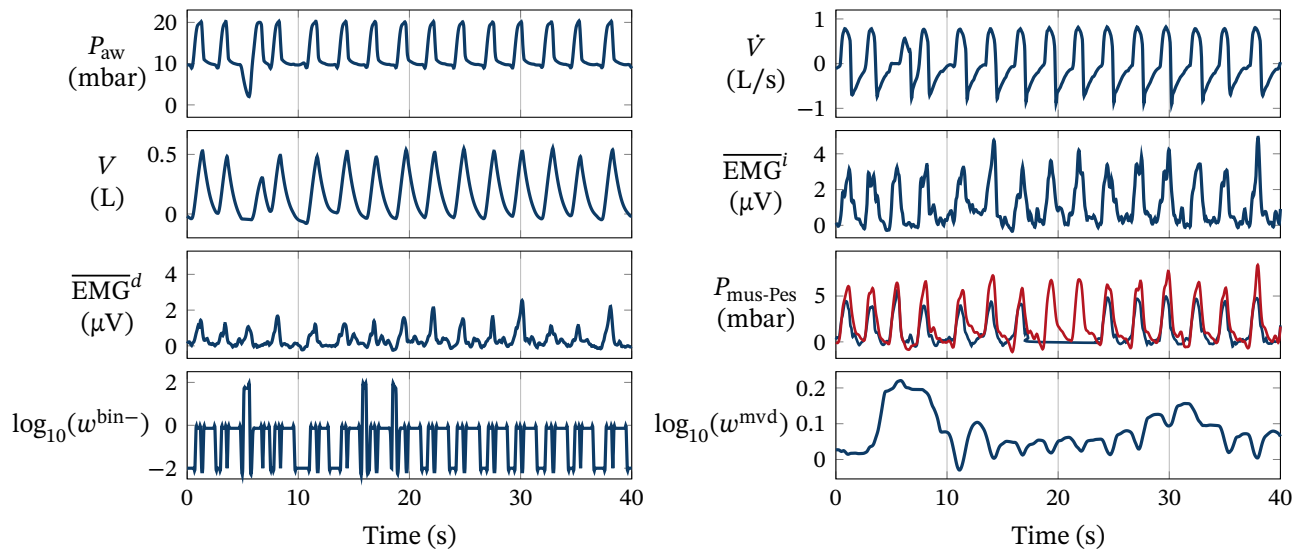 20
10
0
P_aw
(mbar)
0.5
0
V
(L)
4
2
0
EMG^d
(μV)
2
0
−2
log₁₀(w^bin−)
0 10 20 30 40
Time (s)
1
0
−1
V̇
(L/s)
4
2
0
EMG^i
(μV)
5
0
P_mus-Pes
(mbar)
0.2
0.1
0
log₁₀(w^mvd)
0 10 20 30 40
Time (s)